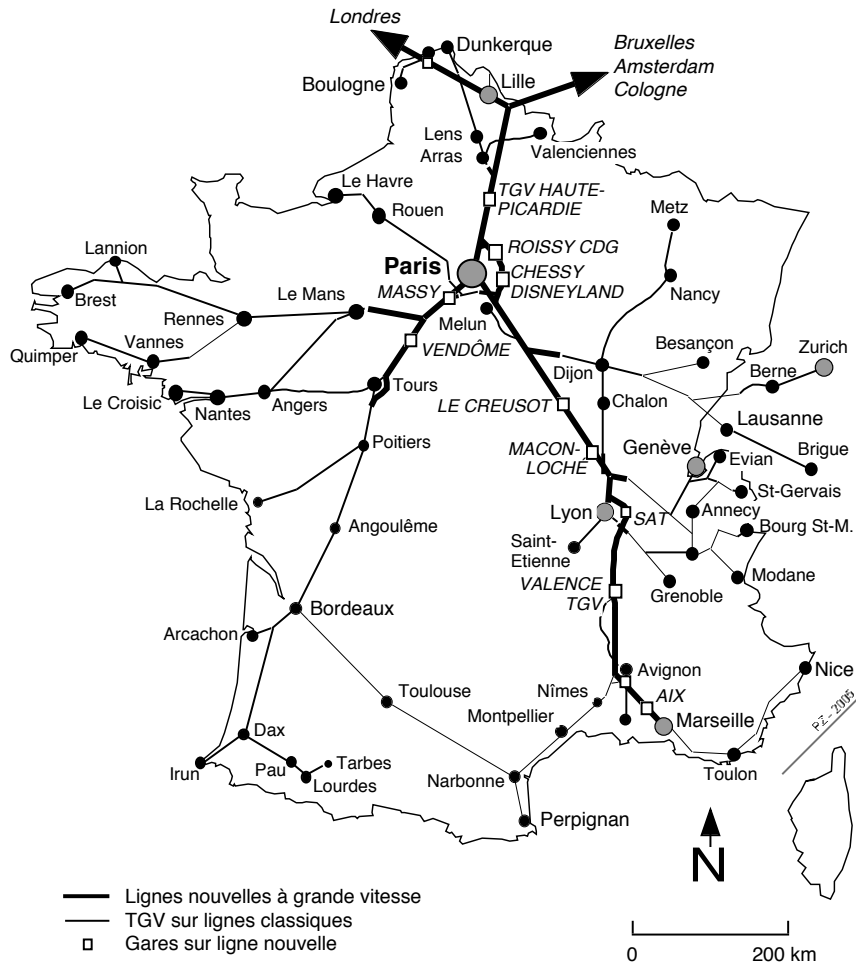 Londres
Dunkerque
Bruxelles
Amsterdam
Cologne
Boulogne
Lille
Lens
Arras
Valenciennes
Le Havre
TGV HAUTE-
PICARDIE
Rouen
Metz
Lannion
ROISSY CDG
Paris
CHESSY
DISNEYLAND
MASSY
Nancy
Brest
Le Mans
Rennes
Melun
Vannes
Quimper
VENDÔME
Besançon
Zurich
Dijon
Berne
Tours
Le Croisic
Nantes
Angers
LE CREUSOT
Chalon
Lausanne
Poitiers
MACON-
LOCHÉ
Genève
Evian
Brigue
La Rochelle
St-Gervais
Lyon
SAT
Annecy
Angoulême
Bourg St-M.
Saint-
Etienne
VALENCE
TGV
Grenoble
Modane
Bordeaux
Arcachon
Avignon
Nice
Toulouse
Nîmes
AIX
Montpellier
Marseille
PZ - 2005
Dax
Irun
Pau
Tarbes
Lourdes
Narbonne
Toulon
Perpignan
N
Lignes nouvelles à grande vitesse
TGV sur lignes classiques
Gares sur ligne nouvelle
0 200 km